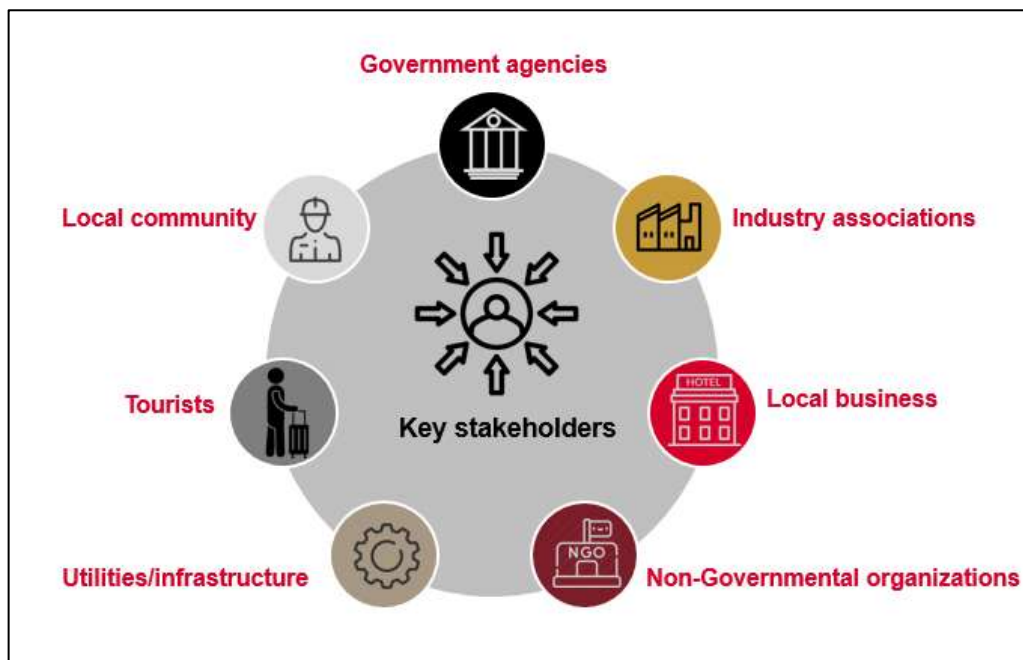 Government agencies
Local community
Industry associations
Key stakeholders
Tourists
HOTEL
Local business
Utilities/infrastructure
NGO
Non-Governmental organizations